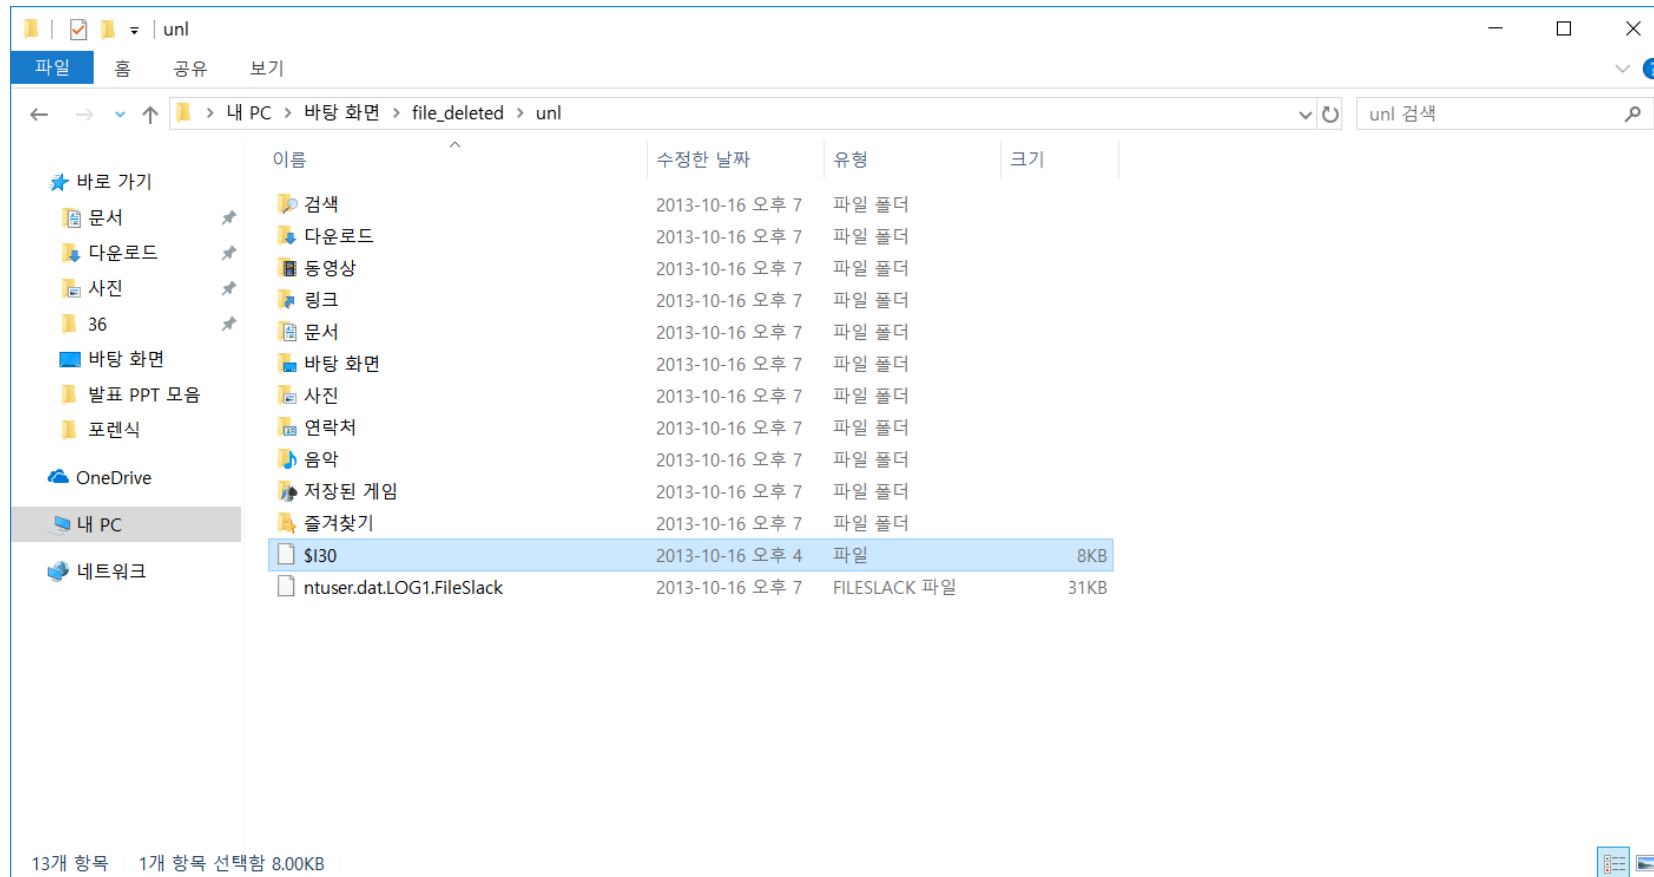 unl
파일 홈 공유 보기
내 PC > 바탕 화면 > file_deleted > unl
unl 검색
이름 수정한 날짜 유형 크기
바로 가기
문서
다운로드
사진
36
바탕 화면
발표 PPT 모음
포렌식
OneDrive
내 PC
네트워크
검색 2013-10-16 오후 7 파일 폴더
다운로드 2013-10-16 오후 7 파일 폴더
동영상 2013-10-16 오후 7 파일 폴더
링크 2013-10-16 오후 7 파일 폴더
문서 2013-10-16 오후 7 파일 폴더
바탕 화면 2013-10-16 오후 7 파일 폴더
사진 2013-10-16 오후 7 파일 폴더
연락처 2013-10-16 오후 7 파일 폴더
음악 2013-10-16 오후 7 파일 폴더
저장된 게임 2013-10-16 오후 7 파일 폴더
즐겨찾기 2013-10-16 오후 7 파일 폴더
$I30 2013-10-16 오후 4 파일 8KB
ntuser.dat.LOG1.FileSlack 2013-10-16 오후 7 FILESLACK 파일 31KB
13개 항목 1개 항목 선택함 8.00KB